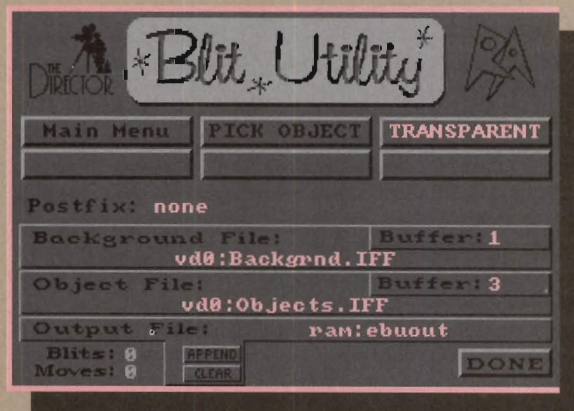 THE DIRECTOR
Blit Utility
Main Menu PICK OBJECT TRANSPARENT
Postfix: none
Background File: Buffer: 1
vd0:Backgrnd.IFF
Object File: Buffer: 3
vd0:Objects.IFF
Output File: ram:ebuout
Blits: 0 APPEND
Moves: 0 CLEAR DONE